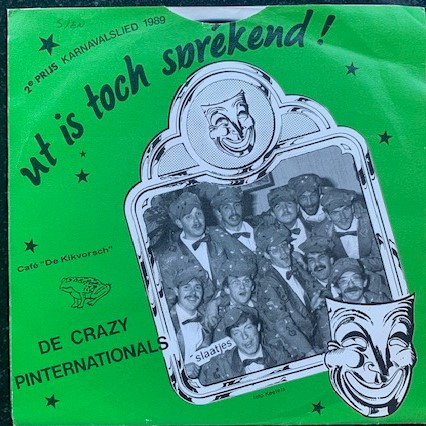 2e PRIJS KARNAVALSLIED 1989
ut is toch sprékend!
Café "De Kikvorsch"
DE CRAZY
PINTERNATIONALS
slaatjes